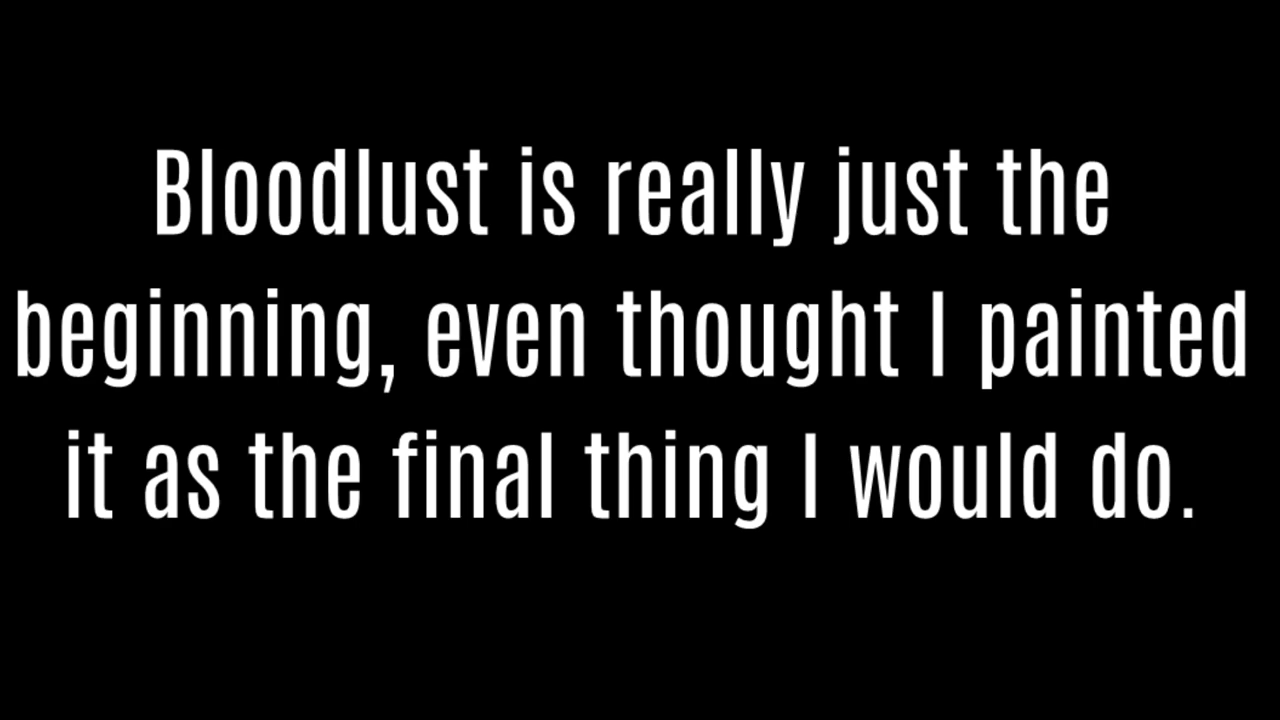 Bloodlust is really just the
beginning, even thought I painted
it as the final thing I would do.